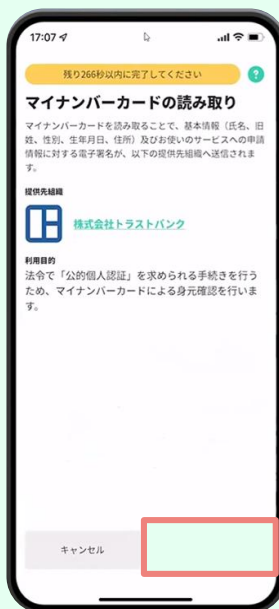 17:07
残り266秒以内に完了してください
?
マイナンバーカードの読み取り
マイナンバーカードを読み取ることで、基本情報（氏名、旧
姓、性別、生年月日、住所）及びお使いのサービスへの申請
情報に対する電子署名が、以下の提供先組織へ送信されま
す。
提供先組織
株式会社トラストバンク
利用目的
法令で「公的個人認証」を求められる手続きを行う
ため、マイナンバーカードによる身元確認を行いま
す。
キャンセル